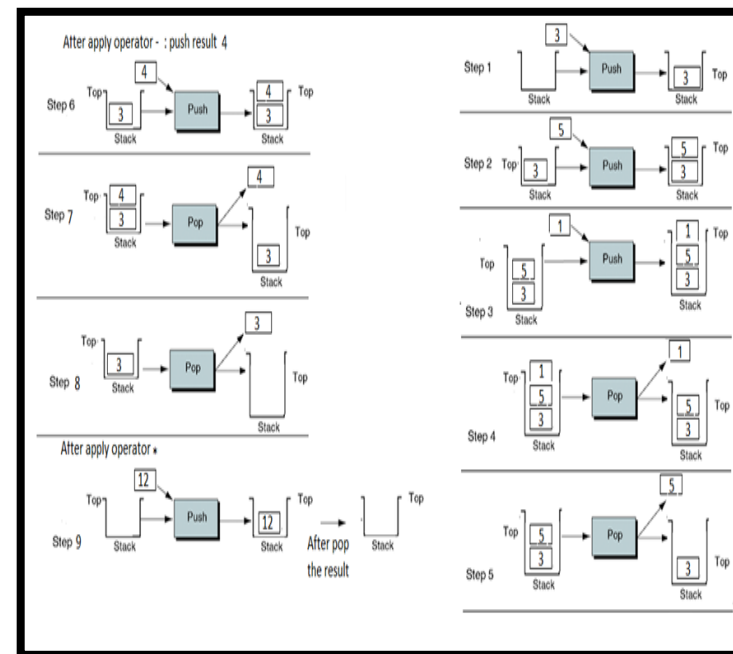 After apply operator - : push result 4
4
Top
Top
4
Step 6
3
Push
3
Stack
Stack
Top
4
4
Step 7
3
Pop
Top
Stack
3
Stack
3
Top
3
Pop
Top
Step 8
Stack
Stack
After apply operator *
12
Top
Top
Top
Push
12
Step 9
Stack
Stack
After pop
the result
Stack
3
Step 1
Push
3
Top
Stack
Stack
5
5
Top
Step 2
Top
3
Push
3
Stack
Stack
1
1
Top
Top
5
Push
5
3
3
Step 3
Stack
Stack
1
Top
1
5
Pop
5
Top
3
3
Step 4
Stack
Stack
5
Top
5
Pop
3
Top
3
Step 5
Stack
Stack